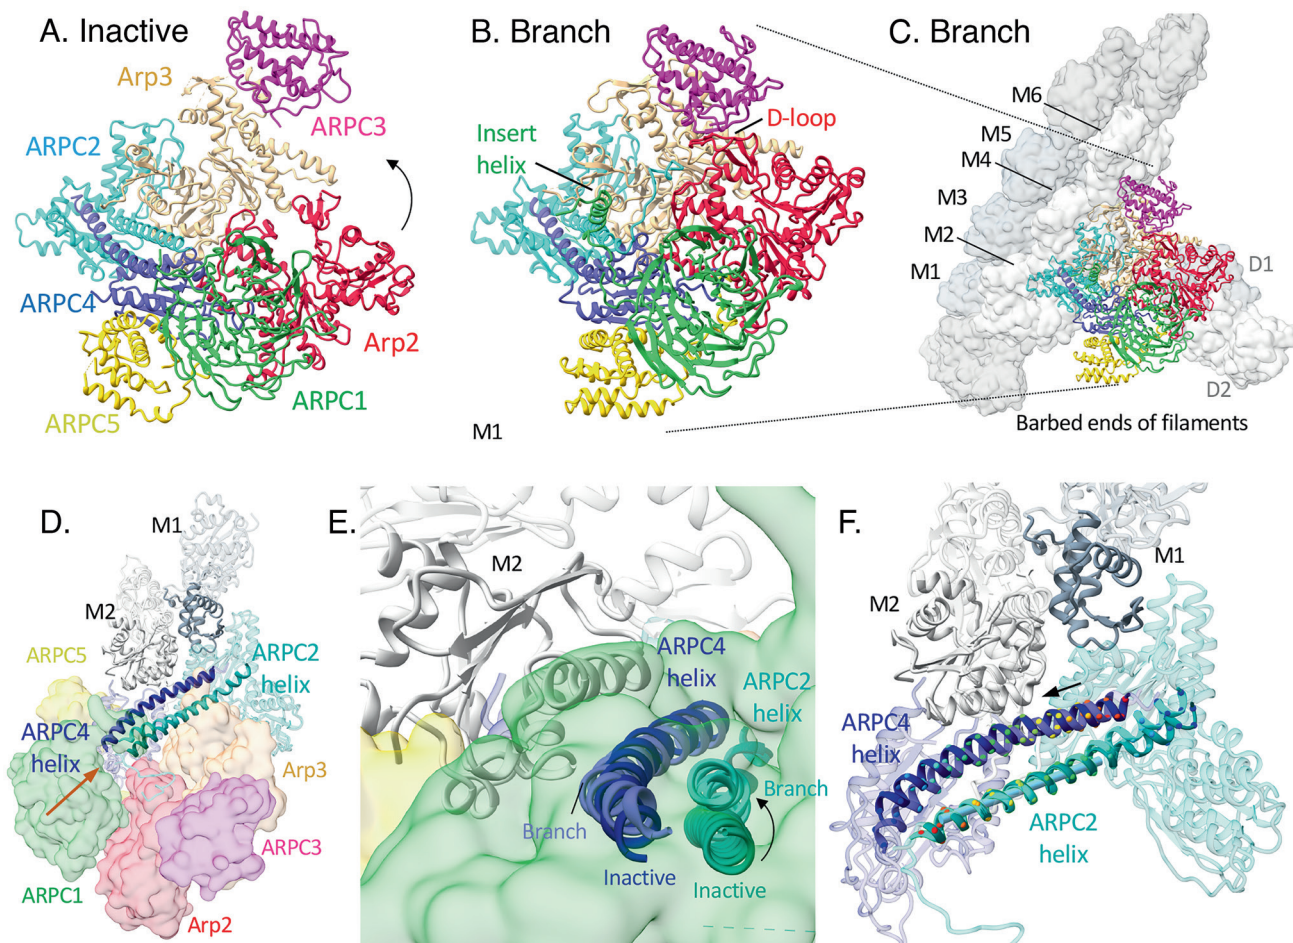 A. Inactive
Arp3
ARPC3
ARPC2
ARPC4
Arp2
ARPC1
ARPC5
B. Branch
D-loop
Insert
helix
M1
C. Branch
M6
M5
M4
M3
M2
M1
D1
D2
Barbed ends of filaments
D.
M1
M2
ARPC5
ARPC2
helix
ARPC4
helix
Arp3
ARPC3
ARPC1
Arp2
E.
M2
ARPC4
helix
ARPC2
helix
Branch
Branch
Inactive
Inactive
F.
M1
M2
ARPC4
helix
ARPC2
helix